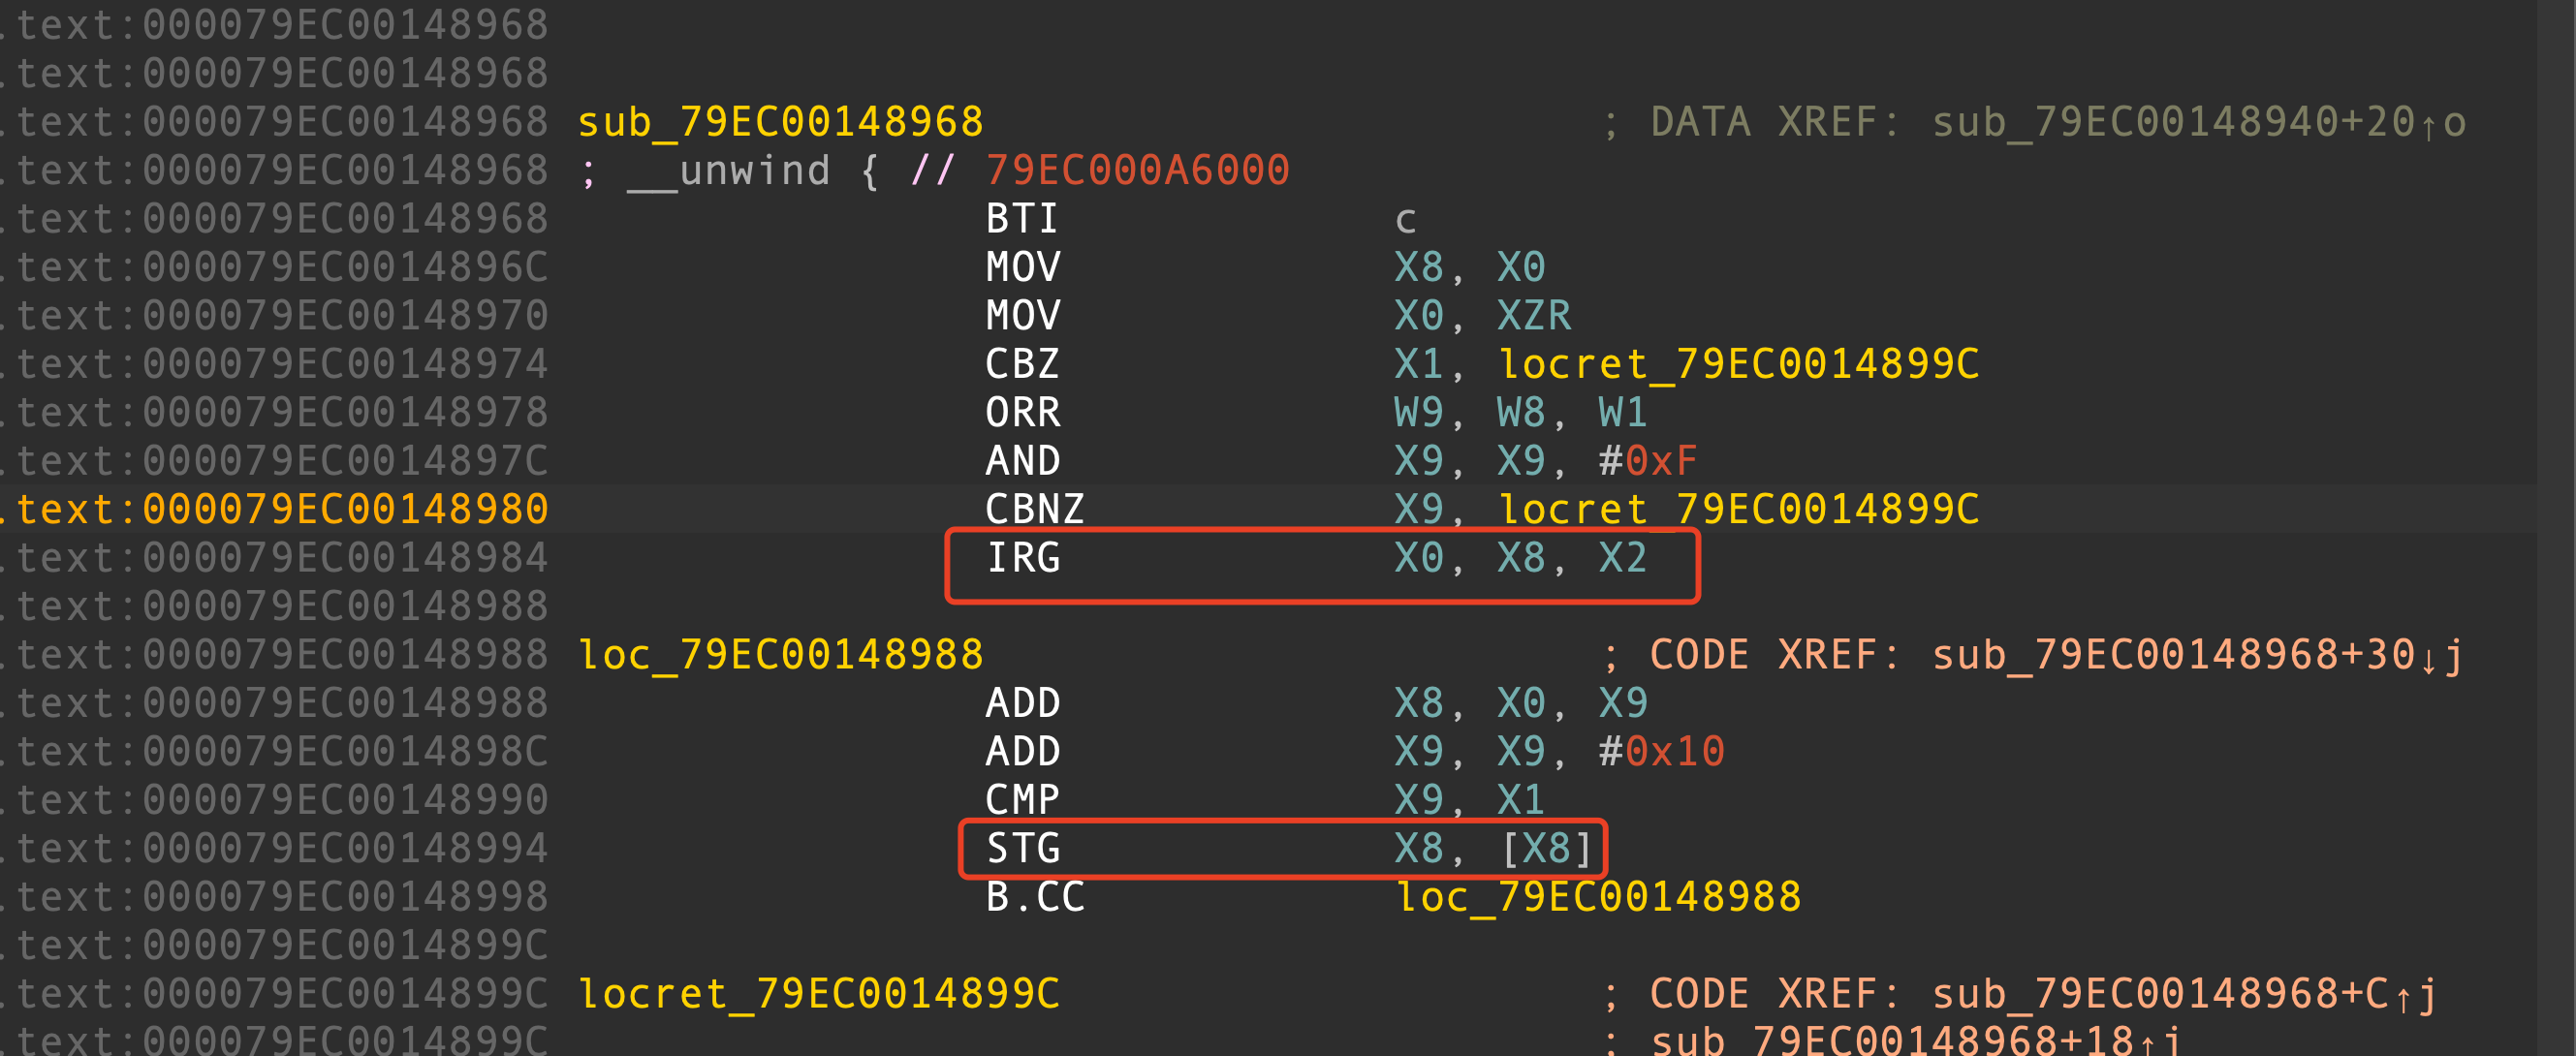 .text:000079EC00148968
.text:000079EC00148968
.text:000079EC00148968 sub_79EC00148968 ; DATA XREF: sub_79EC00148940+20↑o
.text:000079EC00148968 ; __unwind { // 79EC000A6000
.text:000079EC00148968 BTI c
.text:000079EC0014896C MOV X8, X0
.text:000079EC00148970 MOV X0, XZR
.text:000079EC00148974 CBZ X1, locret_79EC0014899C
.text:000079EC00148978 ORR W9, W8, W1
.text:000079EC0014897C AND X9, X9, #0xF
.text:000079EC00148980 CBNZ X9, locret_79EC0014899C
.text:000079EC00148984 IRG X0, X8, X2
.text:000079EC00148988
.text:000079EC00148988 loc_79EC00148988 ; CODE XREF: sub_79EC00148968+30↓j
.text:000079EC00148988 ADD X8, X0, X9
.text:000079EC0014898C ADD X9, X9, #0x10
.text:000079EC00148990 CMP X9, X1
.text:000079EC00148994 STG X8, [X8]
.text:000079EC00148998 B.CC loc_79EC00148988
.text:000079EC0014899C
.text:000079EC0014899C locret_79EC0014899C ; CODE XREF: sub_79EC00148968+C↑j
.text:000079EC0014899C ; sub_79EC00148968+18↑j